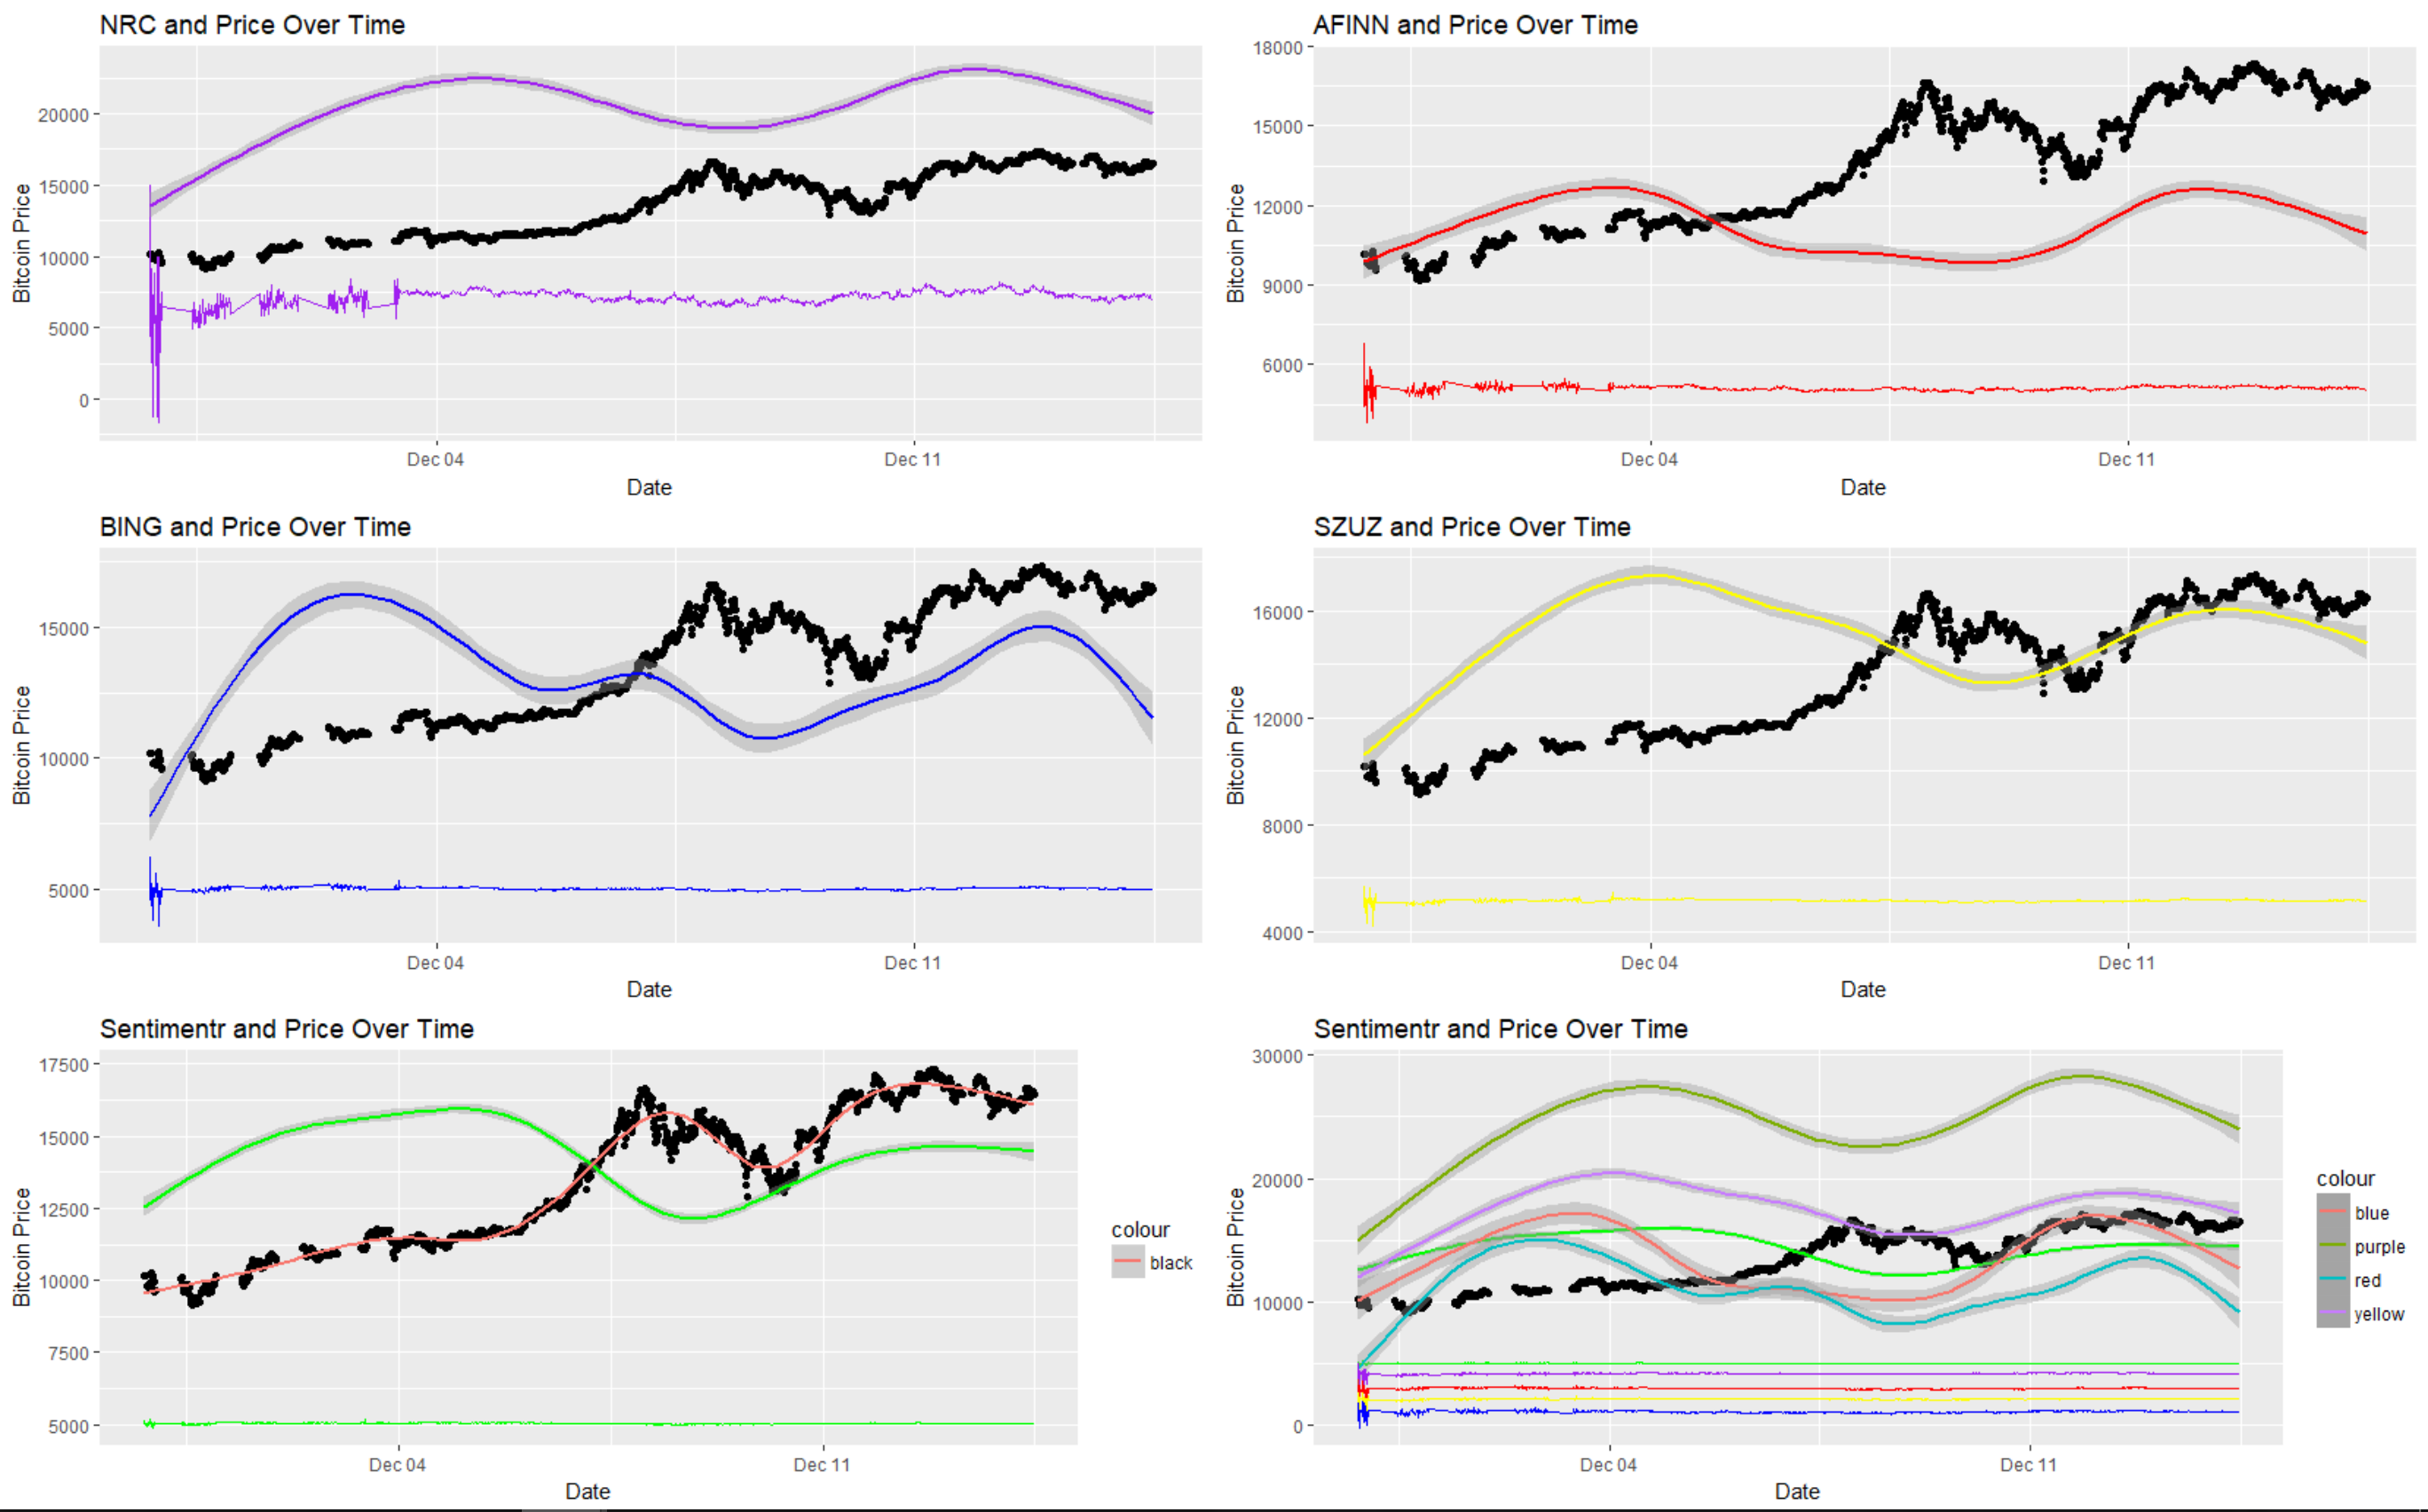 NRC and Price Over Time
Bitcoin Price
20000
15000
10000
5000
0
Dec 04
Dec 11
Date
AFINN and Price Over Time
Bitcoin Price
18000
15000
12000
9000
6000
Dec 04
Dec 11
Date
BING and Price Over Time
Bitcoin Price
15000
10000
5000
Dec 04
Dec 11
Date
SZUZ and Price Over Time
Bitcoin Price
16000
12000
8000
4000
Dec 04
Dec 11
Date
Sentimentr and Price Over Time
Bitcoin Price
17500
15000
12500
10000
7500
5000
Dec 04
Dec 11
Date
colour
black
Sentimentr and Price Over Time
Bitcoin Price
30000
20000
10000
0
Dec 04
Dec 11
Date
colour
blue
purple
red
yellow